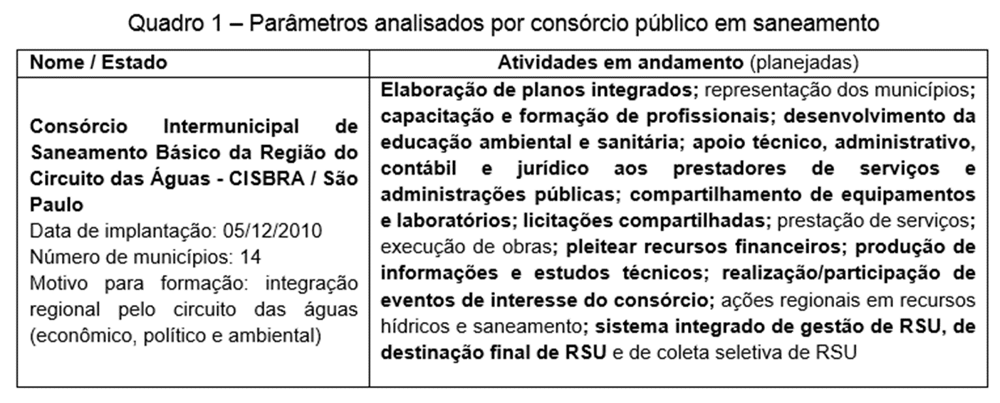 Quadro 1 – Parâmetros analisados por consórcio público em saneamento
Nome / Estado
Atividades em andamento (planejadas)
Consórcio Intermunicipal de
Saneamento Básico da Região do
Circuito das Águas - CISBRA / São
Paulo
Data de implantação: 05/12/2010
Número de municípios: 14
Motivo para formação: integração
regional pelo circuito das águas
(econômico, político e ambiental)
Elaboração de planos integrados; representação dos municípios;
capacitação e formação de profissionais; desenvolvimento da
educação ambiental e sanitária; apoio técnico, administrativo,
contábil e jurídico aos prestadores de serviços e
administrações públicas; compartilhamento de equipamentos
e laboratórios; licitações compartilhadas; prestação de serviços;
execução de obras; pleitear recursos financeiros; produção de
informações e estudos técnicos; realização/participação de
eventos de interesse do consórcio; ações regionais em recursos
hídricos e saneamento; sistema integrado de gestão de RSU, de
destinação final de RSU e de coleta seletiva de RSU